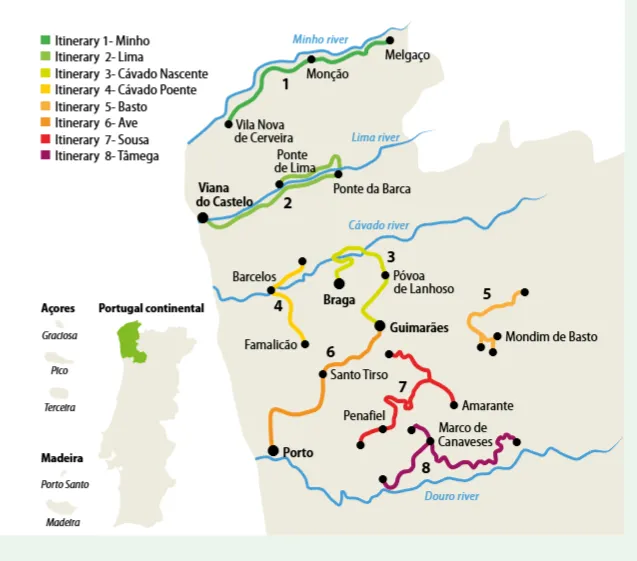 Itinerary 1- Minho
Itinerary 2- Lima
Itinerary 3- Cávado Nascente
Itinerary 4- Cávado Poente
Itinerary 5- Basto
Itinerary 6- Ave
Itinerary 7- Sousa
Itinerary 8- Tâmega
Minho river
Melgaço
Monção
1
Vila Nova
de Cerveira
Lima river
Ponte
de Lima
Ponte da Barca
Viana
do Castelo
2
Cávado river
3
Barcelos
Póvoa
de Lanhoso
Braga
4
5
Guimarães
Mondim de Basto
Famalicão
6
Santo Tirso
7
Penafiel
Amarante
Marco de
Canaveses
Porto
8
Douro river
Açores
Portugal continental
Graciosa
Pico
Terceira
Madeira
Porto Santo
Madeira